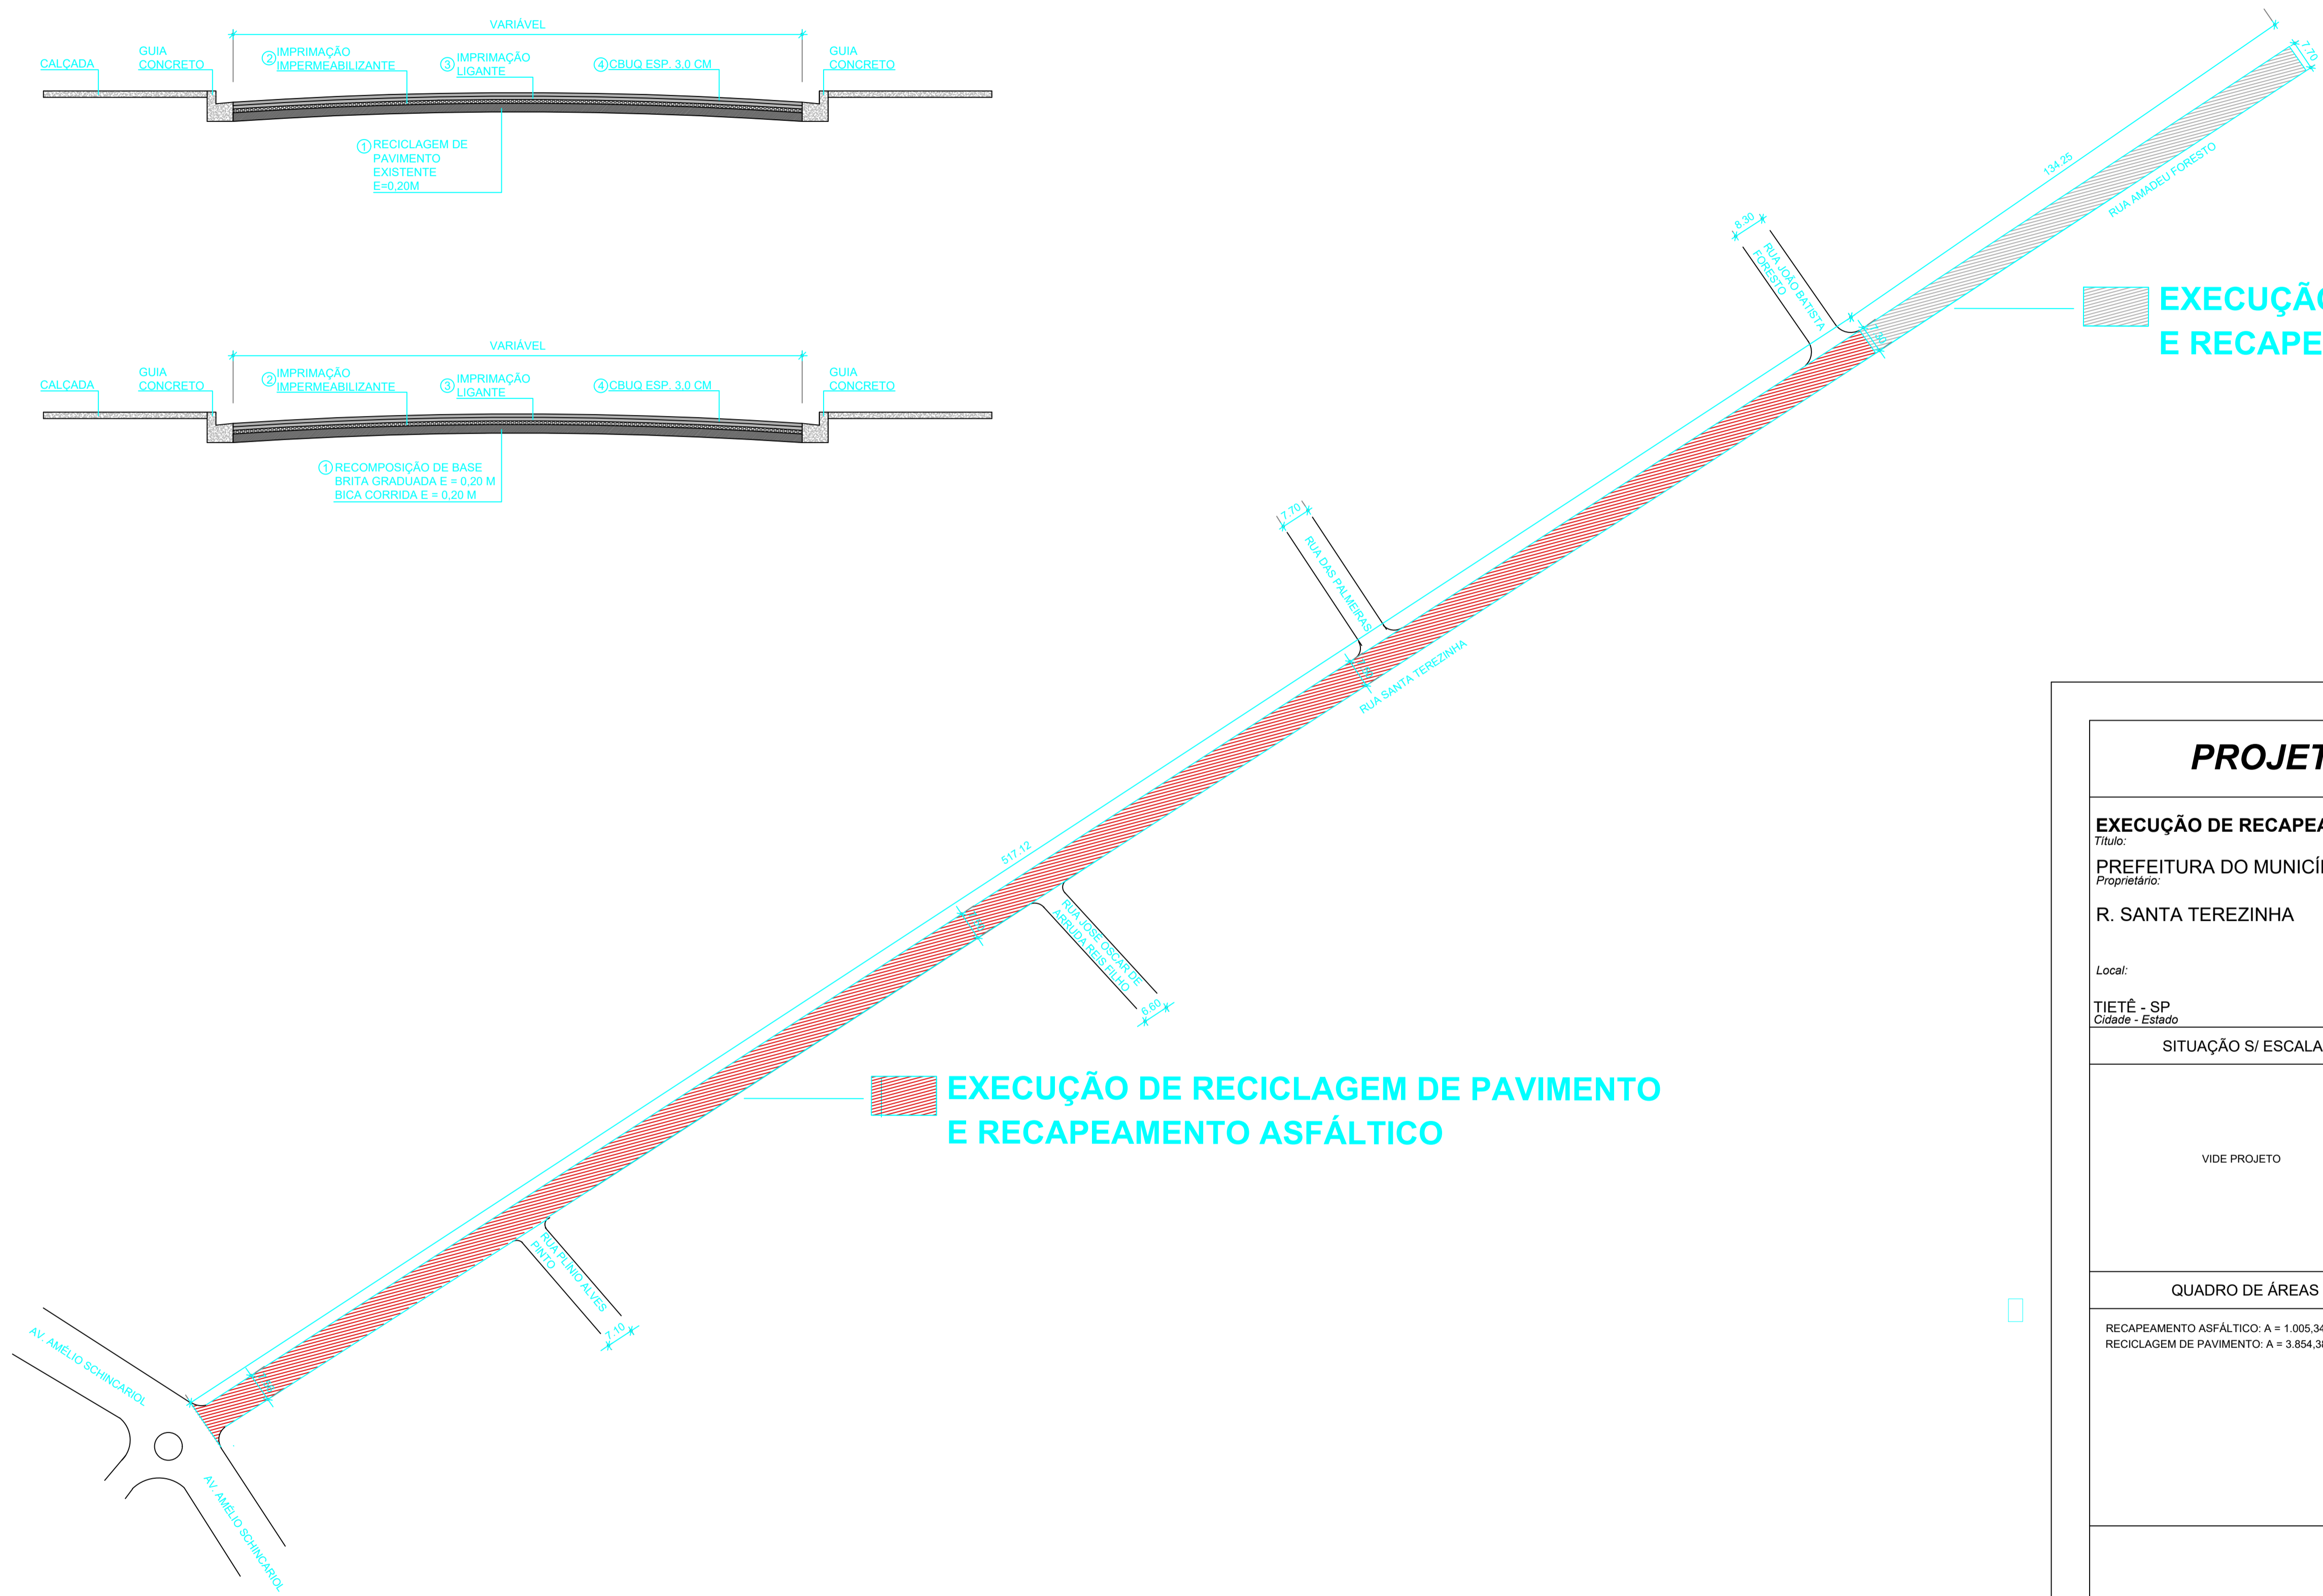 VARIÁVEL
CALÇADA
GUIA
CONCRETO
2 IMPRIMAÇÃO
IMPERMEABILIZANTE
3 IMPRIMAÇÃO
LIGANTE
4 CBUQ ESP. 3,0 CM
GUIA
CONCRETO
1 RECICLAGEM DE
PAVIMENTO
EXISTENTE
E=0,20M
VARIÁVEL
CALÇADA
GUIA
CONCRETO
2 IMPRIMAÇÃO
IMPERMEABILIZANTE
3 IMPRIMAÇÃO
LIGANTE
4 CBUQ ESP. 3,0 CM
GUIA
CONCRETO
1 RECOMPOSIÇÃO DE BASE
BRITA GRADUADA E = 0,20 M
BICA CORRIDA E = 0,20 M
7.70
134.25
RUA AMADEU FORESTO
8.30
RUA JOÃO BATISTA
FORESTO
EXECUÇÃO
E RECAPE
7.70
RUA DAS PALMEIRAS
RUA SANTA TEREZINHA
517.12
RUA JOSÉ OSCAR DE
ARRUDA REIS FILHO
6.60
EXECUÇÃO DE RECICLAGEM DE PAVIMENTO
E RECAPEAMENTO ASFÁLTICO
RUA PLÍNIO ALVES
PINTO
7.10
AV. AMÉLIO SCHINCARIOL
AV. AMÉLIO SCHINCARIOL
PROJET
EXECUÇÃO DE RECAPEA
Título:
PREFEITURA DO MUNICÍ
Proprietário:
R. SANTA TEREZINHA
Local:
TIETÊ - SP
Cidade - Estado
SITUAÇÃO S/ ESCALA
VIDE PROJETO
QUADRO DE ÁREAS
RECAPEAMENTO ASFÁLTICO: A = 1.005,34
RECICLAGEM DE PAVIMENTO: A = 3.854,38